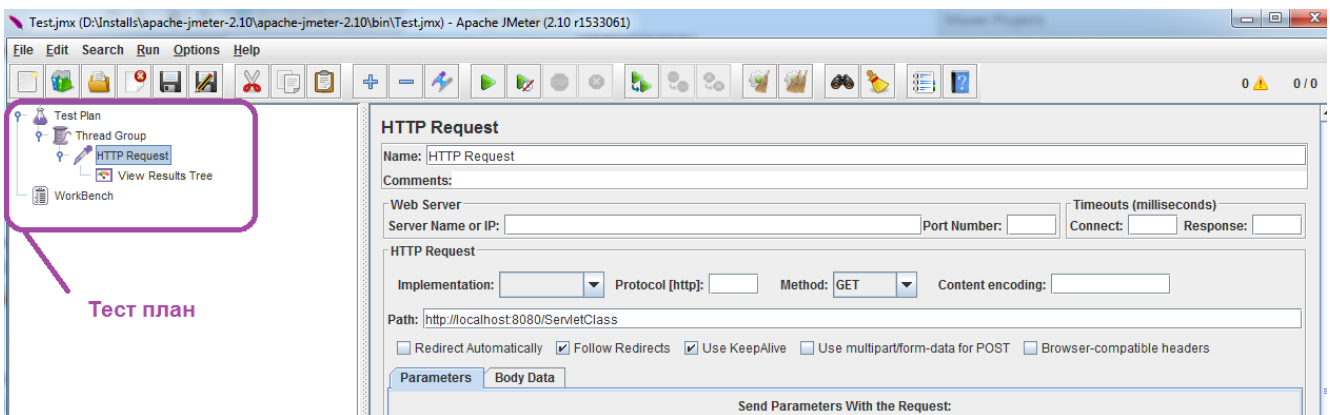 Test.jmx (D:\Installs\apache-jmeter-2.10\apache-jmeter-2.10\bin\Test.jmx) - Apache JMeter (2.10 r1533061)
File Edit Search Run Options Help
0 0 / 0
Test Plan
Thread Group
HTTP Request
View Results Tree
WorkBench
Тест план
HTTP Request
Name: HTTP Request
Comments:
Web Server
Server Name or IP: Port Number:
Timeouts (milliseconds)
Connect: Response:
HTTP Request
Implementation: Protocol [http]: Method: GET Content encoding:
Path: http://localhost:8080/ServletClass
Redirect Automatically Follow Redirects Use KeepAlive Use multipart/form-data for POST Browser-compatible headers
Parameters Body Data
Send Parameters With the Request: